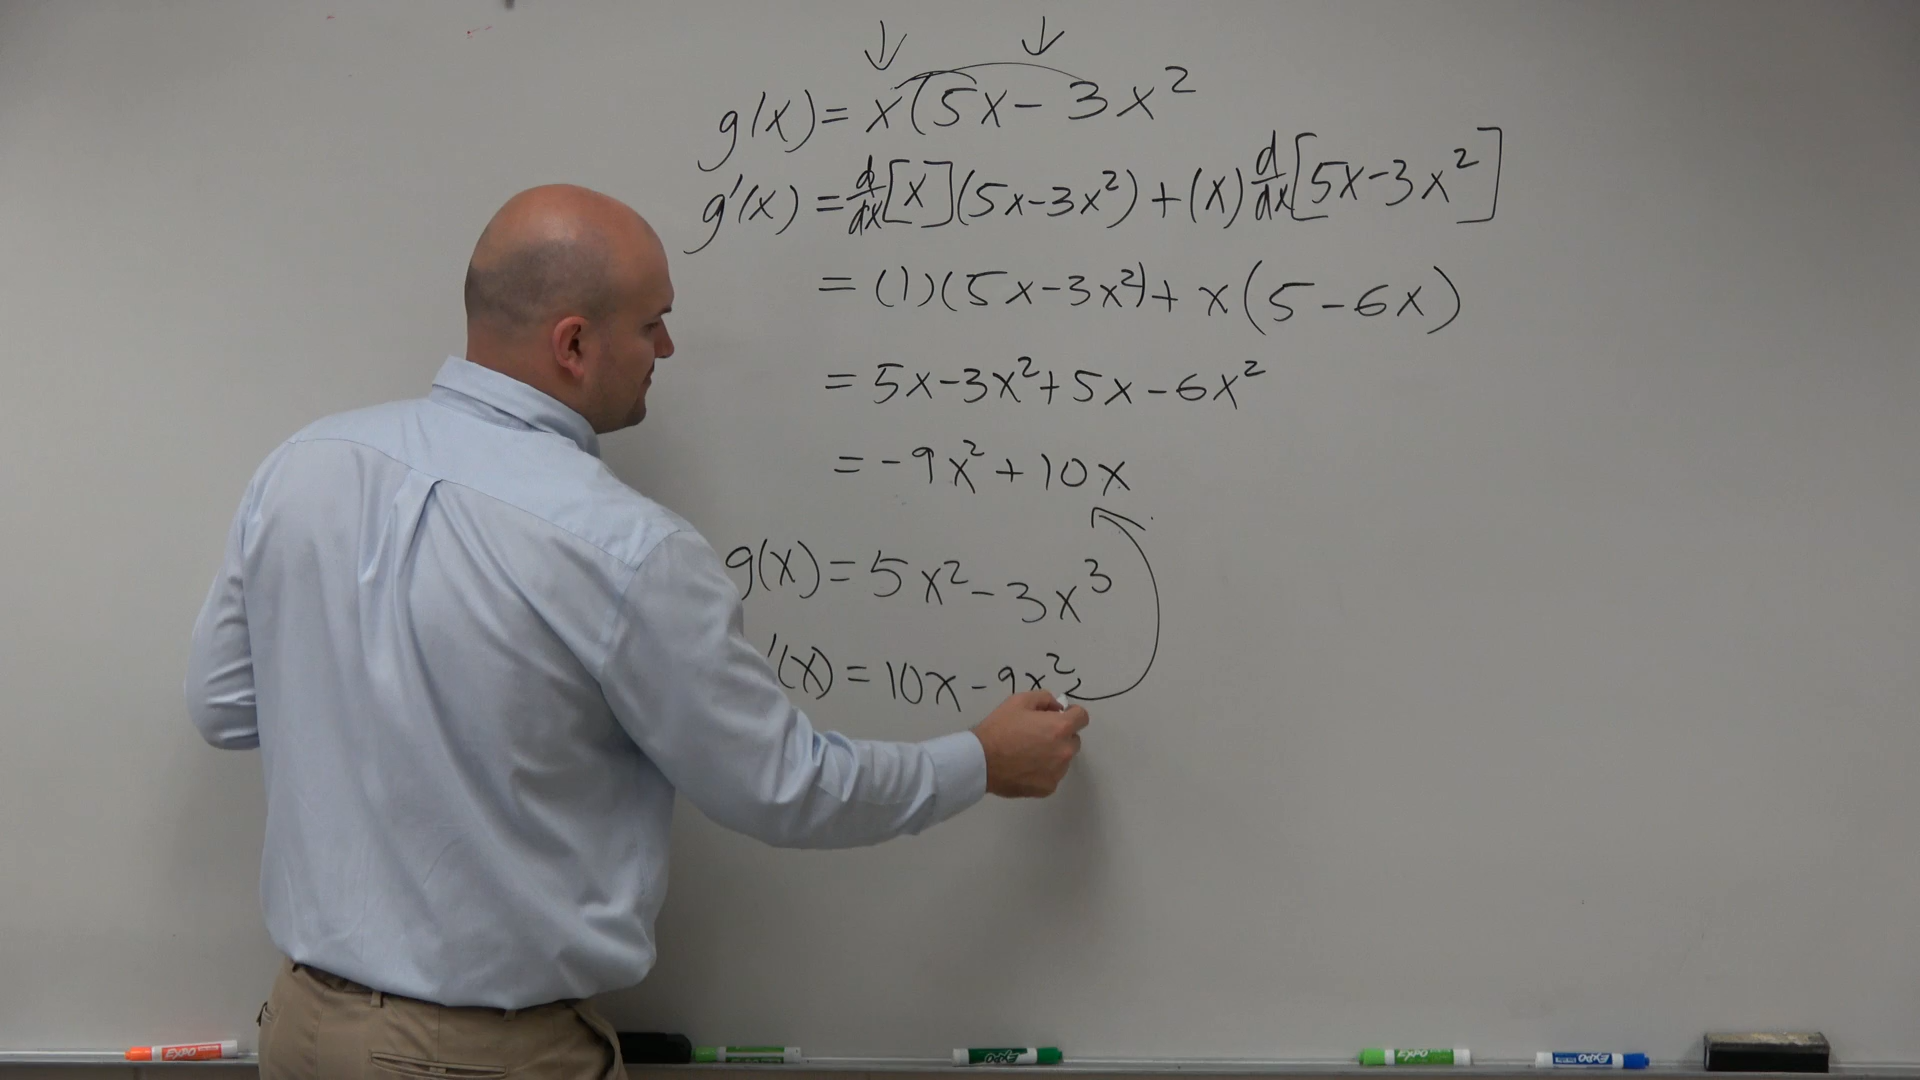 g(x) = x(5x - 3x²
g'(x) = d/dx[x](5x-3x²) + (x) d/dx[5x-3x²]
= (1)(5x-3x²) + x(5-6x)
= 5x-3x²+5x-6x²
= -9x² + 10x
g(x) = 5x² - 3x³
'(x) = 10x - 9x²
EXPO
EXPO
EXPO
EXPO